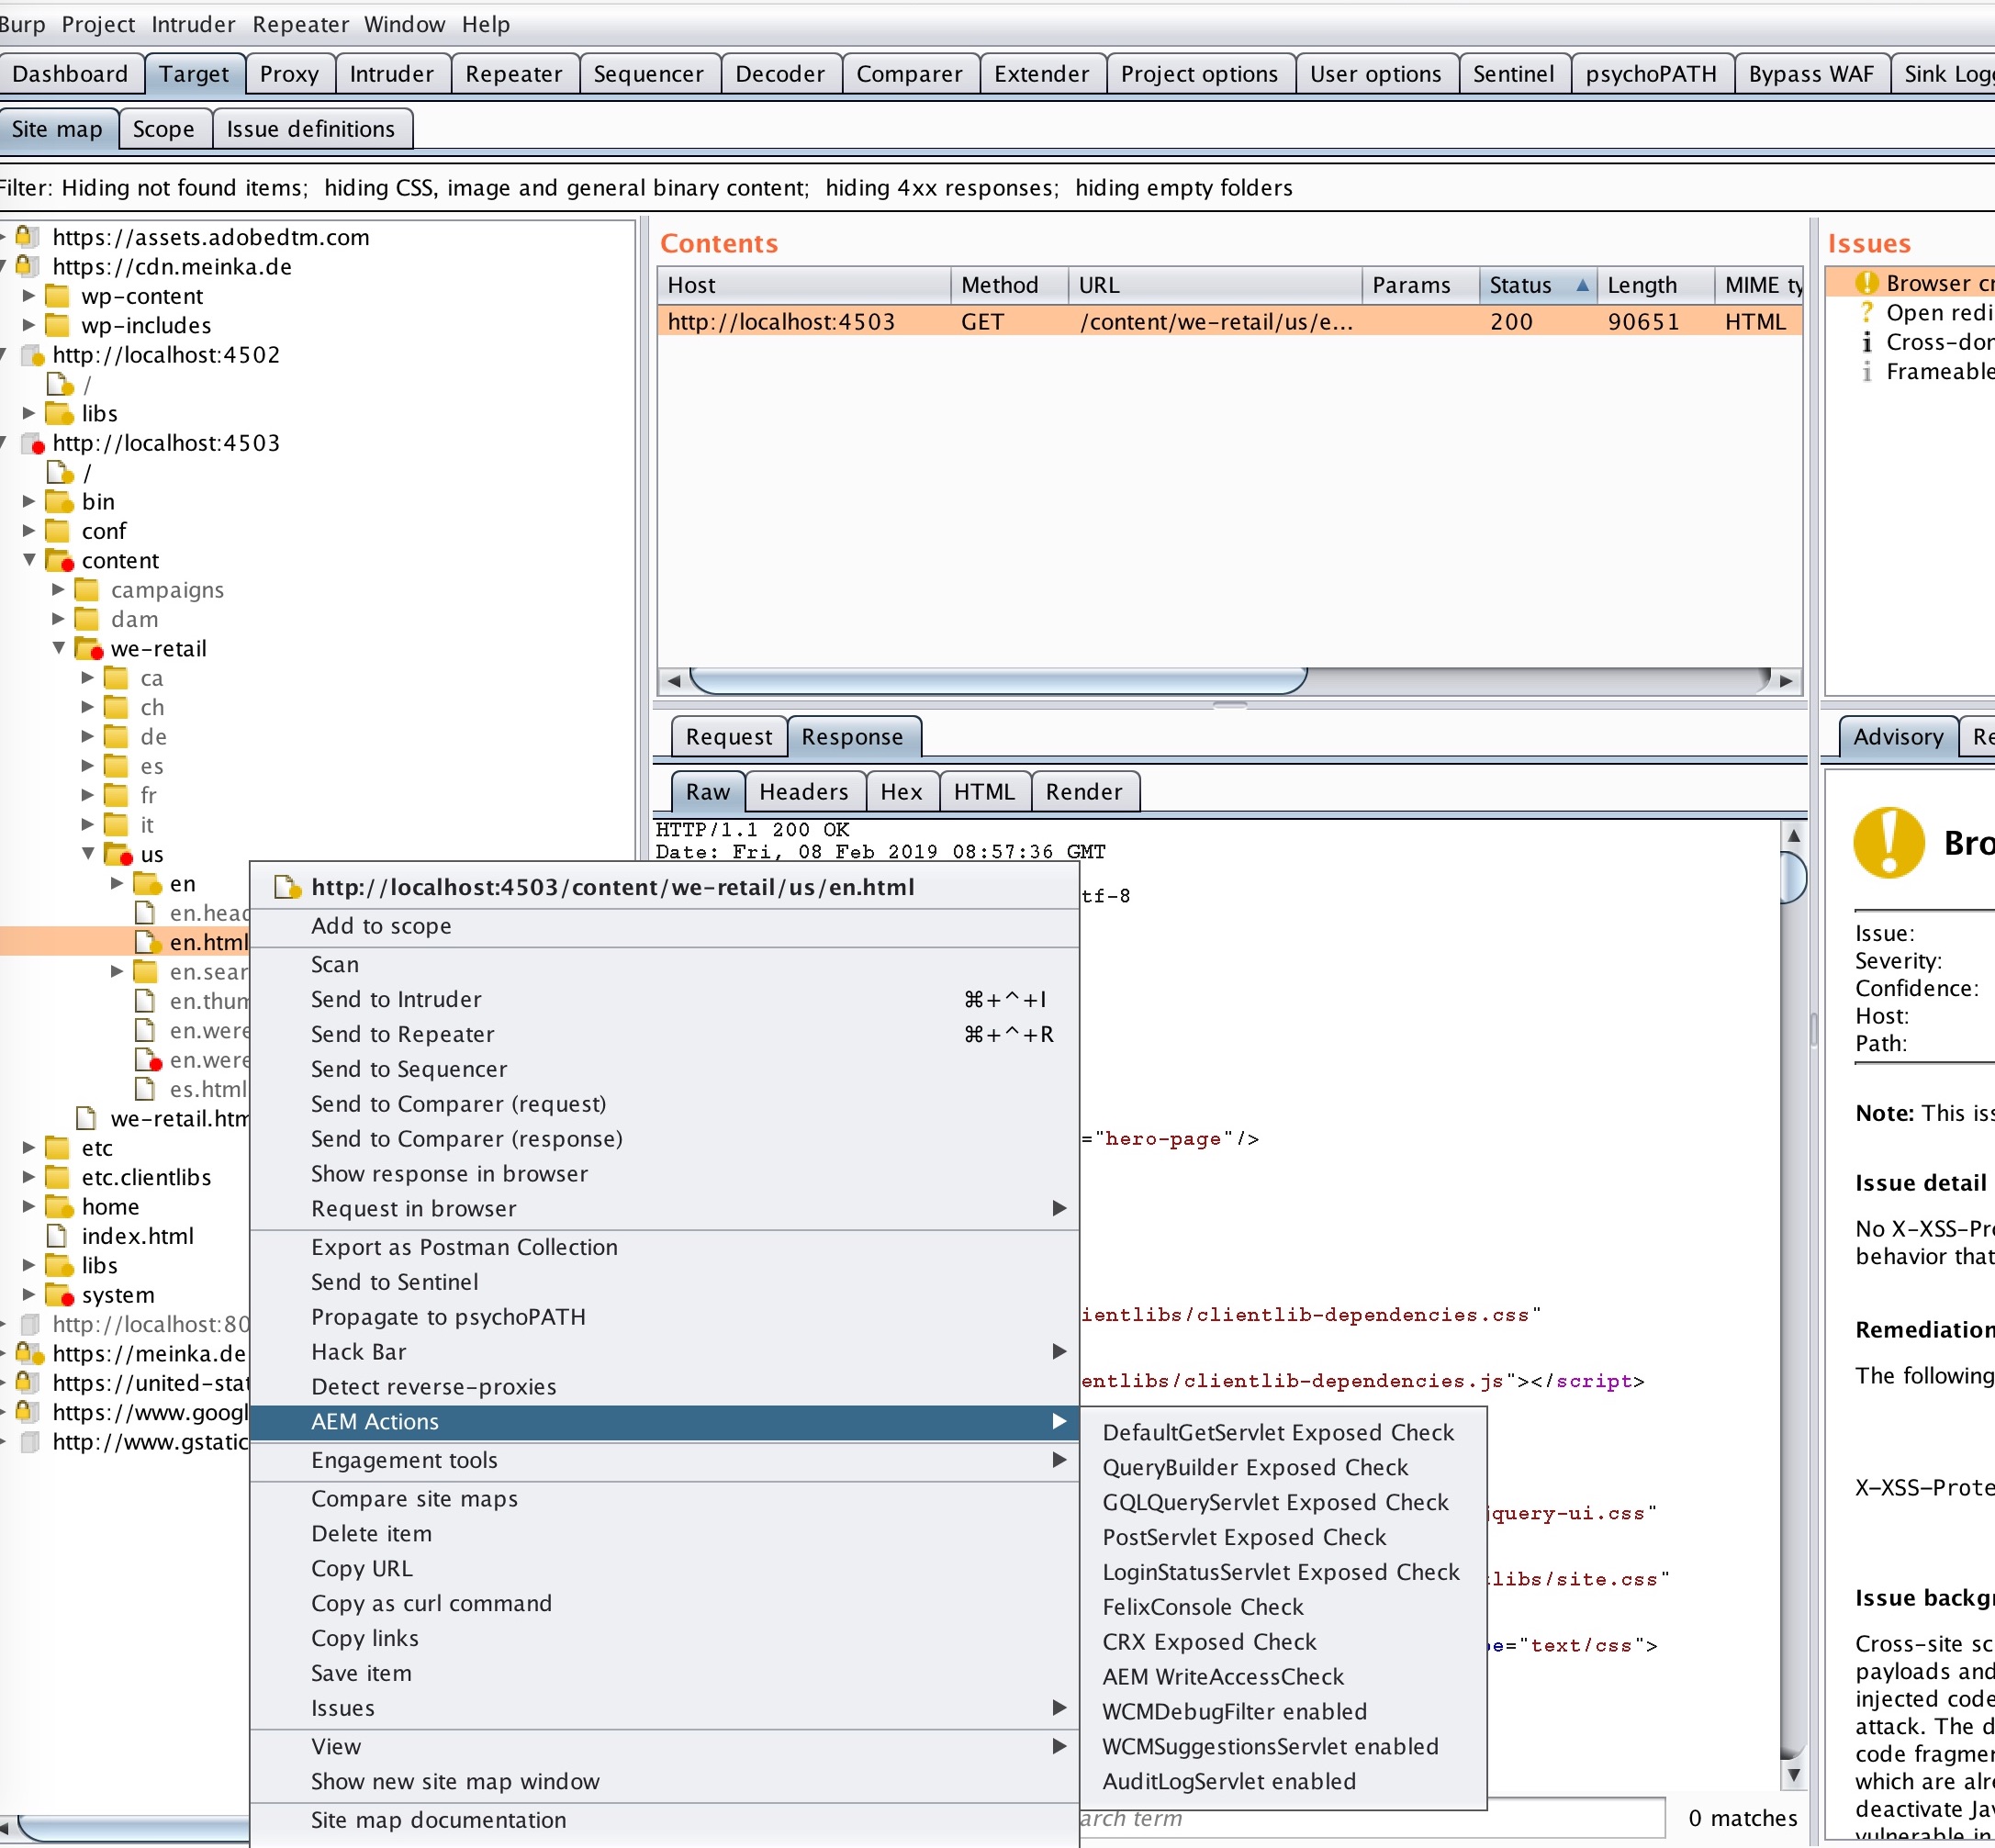 Burp Project Intruder Repeater Window Help
Dashboard Target Proxy Intruder Repeater Sequencer Decoder Comparer Extender Project options User options Sentinel psychoPATH Bypass WAF Sink Logg
Site map Scope Issue definitions
Filter: Hiding not found items; hiding CSS, image and general binary content; hiding 4xx responses; hiding empty folders
https://assets.adobedtm.com
https://cdn.meinka.de
wp-content
wp-includes
http://localhost:4502
/
libs
http://localhost:4503
/
bin
conf
content
campaigns
dam
we-retail
ca
ch
de
es
fr
it
us
en
en.head
en.html
en.sear
en.thum
en.were
en.were
es.html
we-retail.htm
etc
etc.clientlibs
home
index.html
libs
system
http://localhost:80
https://meinka.de
https://united-stat
https://www.googl
http://www.gstatic
Contents
Host Method URL Params Status Length MIME ty
http://localhost:4503 GET /content/we-retail/us/e... 200 90651 HTML
Request Response
Raw Headers Hex HTML Render
HTTP/1.1 200 OK
Date: Fri, 08 Feb 2019 08:57:36 GMT
tf-8
="hero-page"/>
ientlibs/clientlib-dependencies.css"
entlibs/clientlib-dependencies.js"></script>
jquery-ui.css"
tlibs/site.css"
pe="text/css">
arch term
0 matches
http://localhost:4503/content/we-retail/us/en.html
Add to scope
Scan
Send to Intruder ⌘+^+I
Send to Repeater ⌘+^+R
Send to Sequencer
Send to Comparer (request)
Send to Comparer (response)
Show response in browser
Request in browser
Export as Postman Collection
Send to Sentinel
Propagate to psychoPATH
Hack Bar
Detect reverse-proxies
AEM Actions
Engagement tools
Compare site maps
Delete item
Copy URL
Copy as curl command
Copy links
Save item
Issues
View
Show new site map window
Site map documentation
DefaultGetServlet Exposed Check
QueryBuilder Exposed Check
GQLQueryServlet Exposed Check
PostServlet Exposed Check
LoginStatusServlet Exposed Check
FelixConsole Check
CRX Exposed Check
AEM WriteAccessCheck
WCMDebugFilter enabled
WCMSuggestionsServlet enabled
AuditLogServlet enabled
Issues
Browser cr
Open redi
Cross-don
Frameable
Advisory Re
Bro
Issue:
Severity:
Confidence:
Host:
Path:
Note: This iss
Issue detail
No X-XSS-Pro
behavior that
Remediation
The following
X-XSS-Prote
Issue backgr
Cross-site sc
payloads and
injected code
attack. The d
code fragmen
which are alre
deactivate Jav
vulnerable in